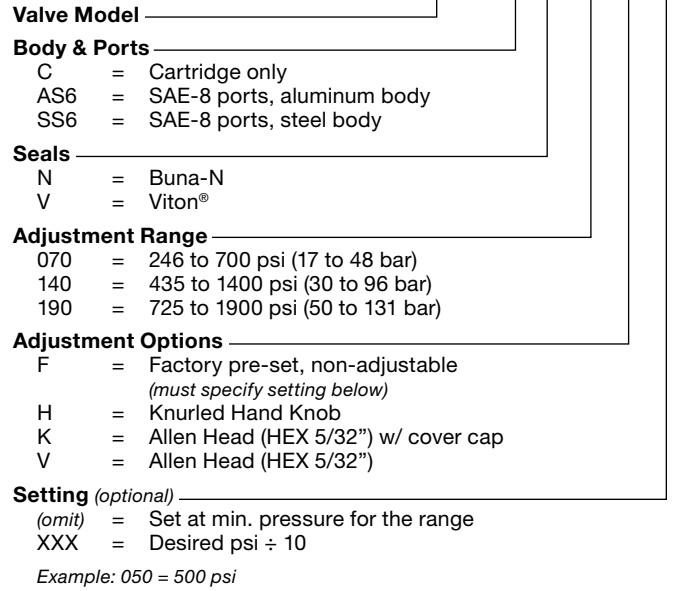 Valve Model
Body & Ports
C = Cartridge only
AS6 = SAE-8 ports, aluminum body
SS6 = SAE-8 ports, steel body
Seals
N = Buna-N
V = Viton®
Adjustment Range
070 = 246 to 700 psi (17 to 48 bar)
140 = 435 to 1400 psi (30 to 96 bar)
190 = 725 to 1900 psi (50 to 131 bar)
Adjustment Options
F = Factory pre-set, non-adjustable
(must specify setting below)
H = Knurled Hand Knob
K = Allen Head (HEX 5/32”) w/ cover cap
V = Allen Head (HEX 5/32”)
Setting (optional)
(omit) = Set at min. pressure for the range
XXX = Desired psi ÷ 10
Example: 050 = 500 psi